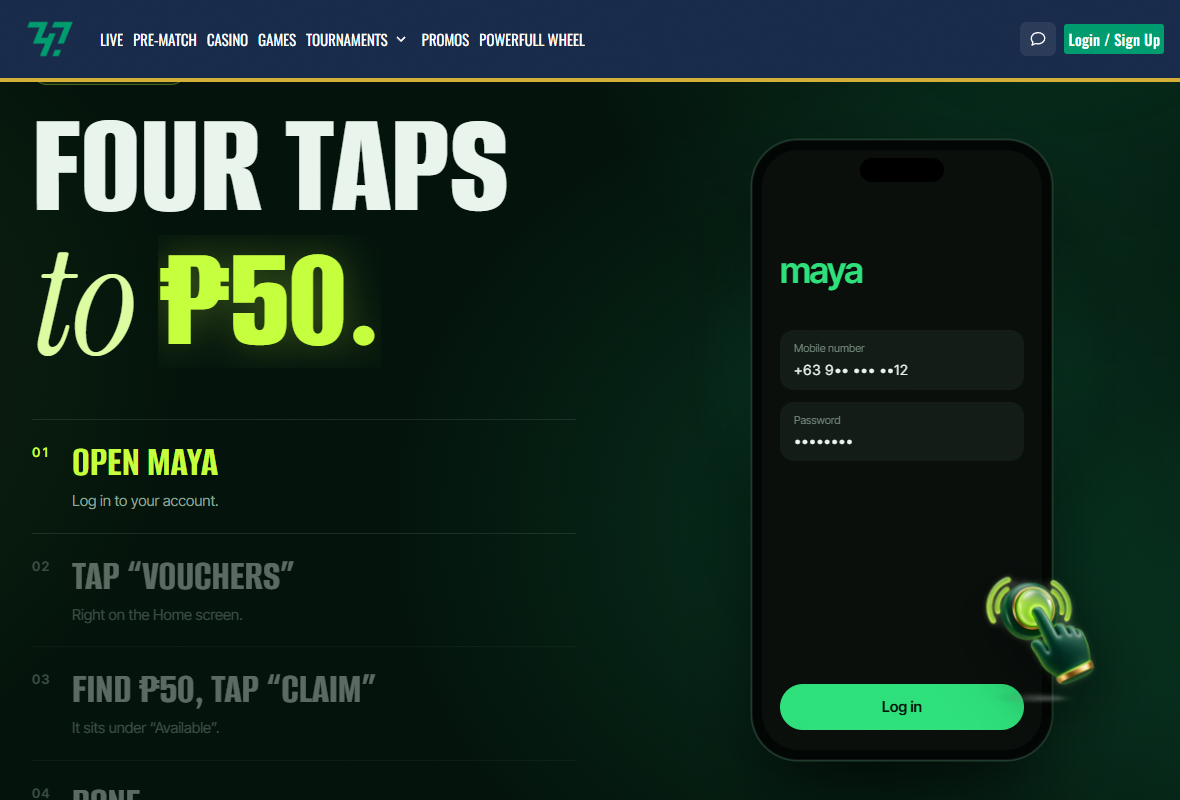 747
LIVE PRE-MATCH CASINO GAMES TOURNAMENTS PROMOS POWERFULL WHEEL
Login / Sign Up
FOUR TAPS
to ₱50.
01
OPEN MAYA
Log in to your account.
02
TAP “VOUCHERS”
Right on the Home screen.
03
FIND ₱50, TAP “CLAIM”
It sits under “Available”.
04
DONE
maya
Mobile number
+63 9•• ••• ••12
Password
••••••••
Log in